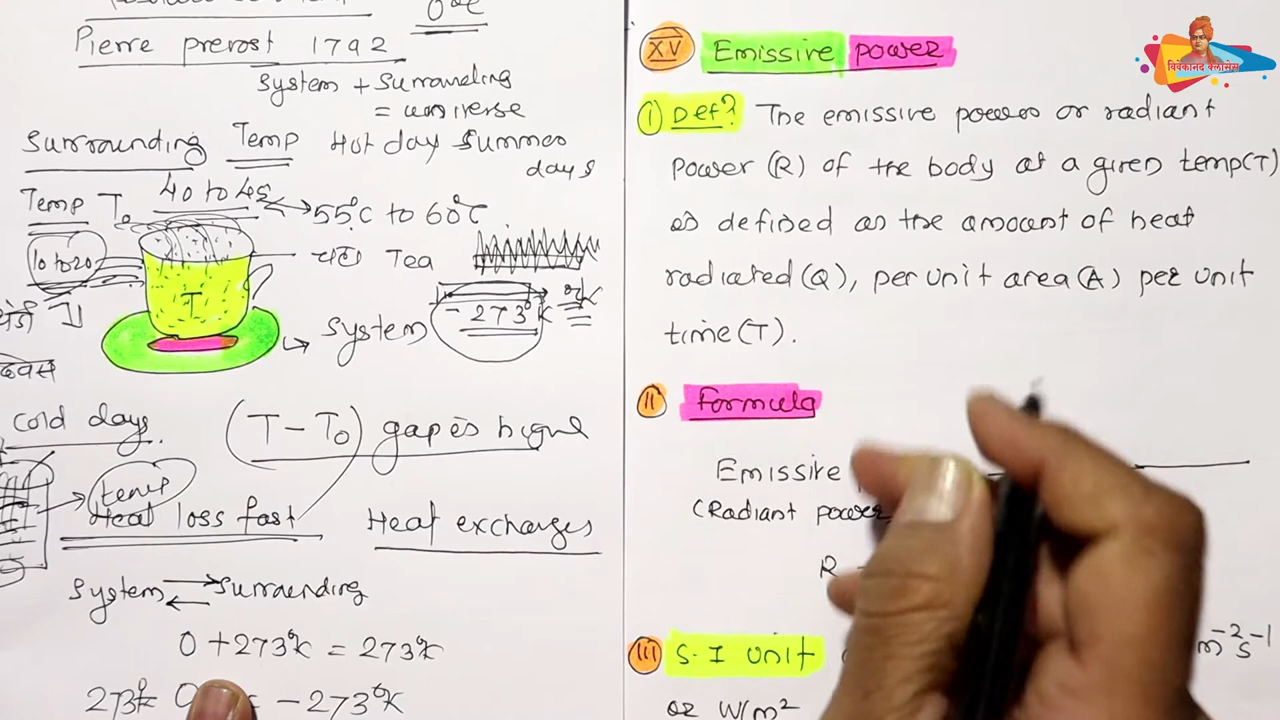 0°C
Pierre prevost 1792
System + Surrounding
= universe
Surrounding Temp Hot day Summer
days
Temp T₀ 40 to 45
55°C to 60°C
10 to 20
चहा Tea
T
System
- 273°K
थंडी
दिवस
cold days.
(T - T₀) gap is high
temp
Heat loss fast
Heat exchanges
System Surrounding
0 + 273°K = 273°K
- 273°K
XV Emissive power
I Def? The emissive power or radiant
Power (R) of the body at a given temp(T)
is defined as the amount of heat
radiated (Q), per unit area (A) per unit
time (T).
II Formula
Emissive
(Radiant power
R
III S.I unit
m⁻²s⁻¹
or W/m²
विवेकानंद क्लासेस